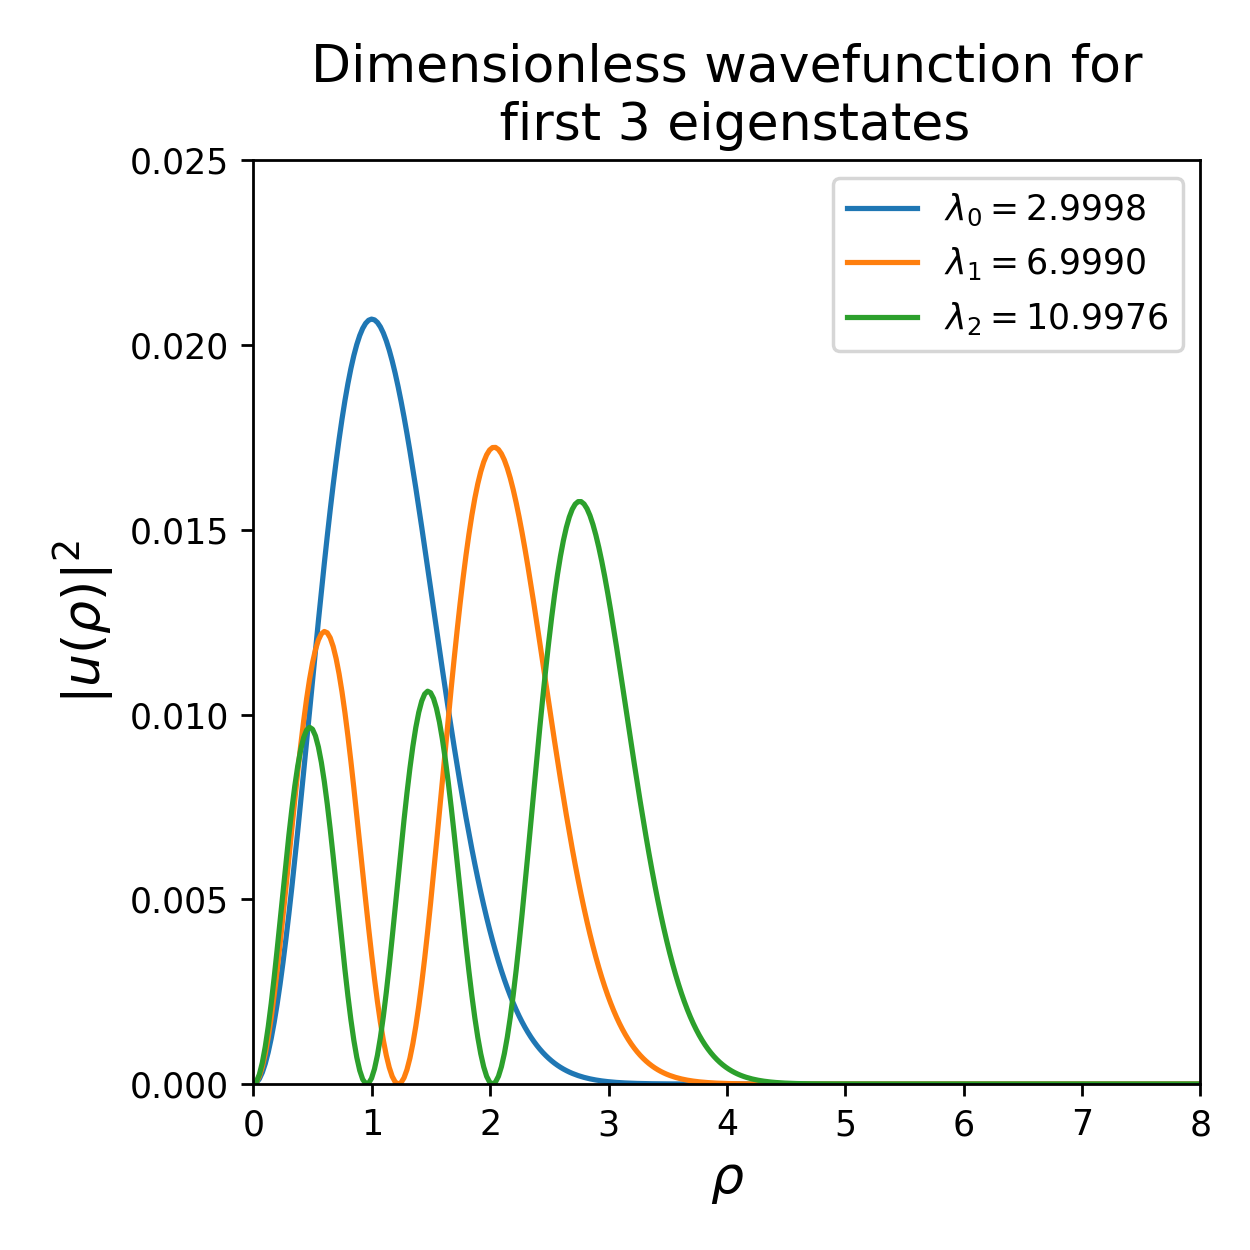 Dimensionless wavefunction for
first 3 eigenstates
0.025
0.020
0.015
0.010
0.005
0.000
|u(ρ)|²
λ₀ = 2.9998
λ₁ = 6.9990
λ₂ = 10.9976
0 1 2 3 4 5 6 7 8
ρ